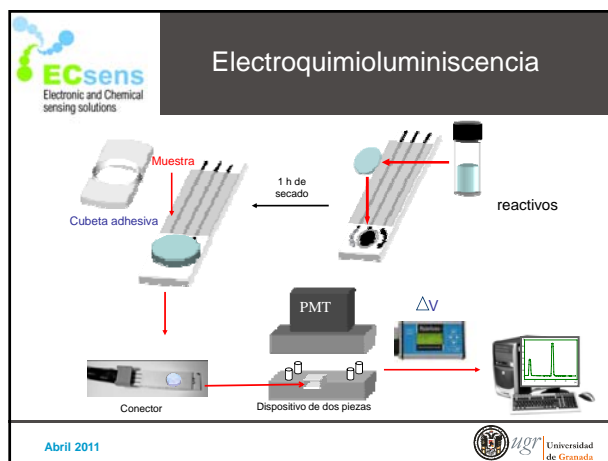 ECsens
Electronic and Chemical
sensing solutions
Electroquimioluminiscencia
Muestra
Cubeta adhesiva
1 h de
secado
reactivos
PMT
△V
Conector
Dispositivo de dos piezas
Abril 2011
ugr
Universidad
de Granada